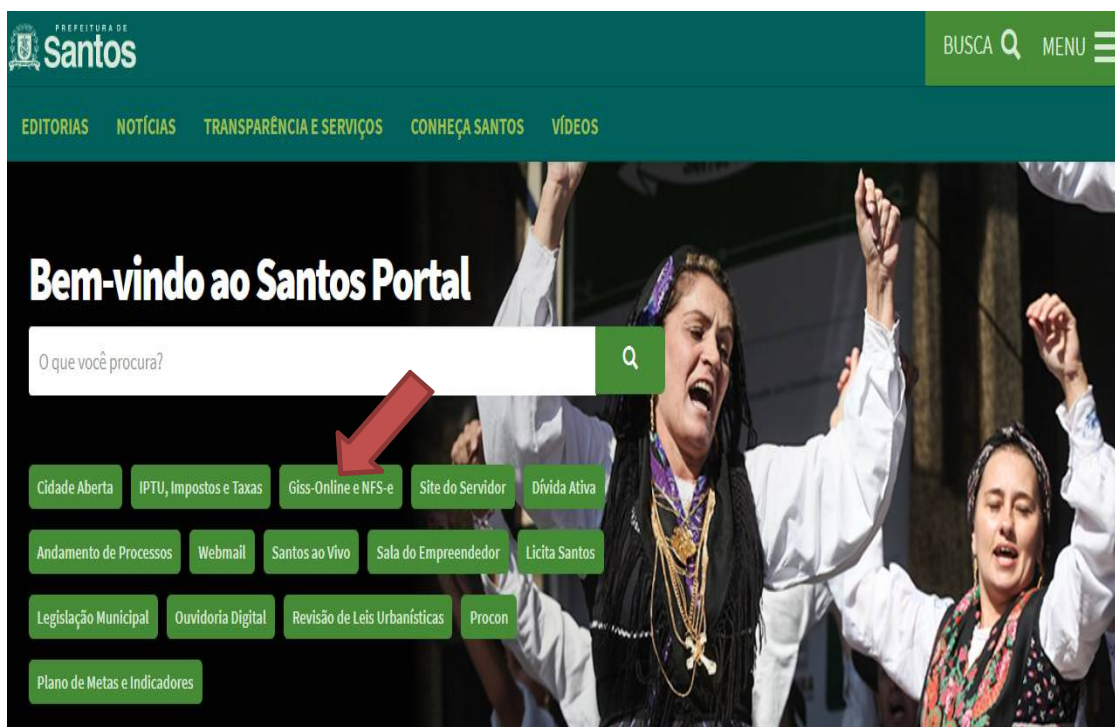 PREFEITURA DE
Santos
BUSCA MENU
EDITORIAS NOTÍCIAS TRANSPARÊNCIA E SERVIÇOS CONHEÇA SANTOS VÍDEOS
Bem-vindo ao Santos Portal
O que você procura?
Cidade Aberta IPTU, Impostos e Taxas Giss-Online e NFS-e Site do Servidor Dívida Ativa
Andamento de Processos Webmail Santos ao Vivo Sala do Empreendedor Licita Santos
Legislação Municipal Ouvidoria Digital Revisão de Leis Urbanísticas Procon
Plano de Metas e Indicadores